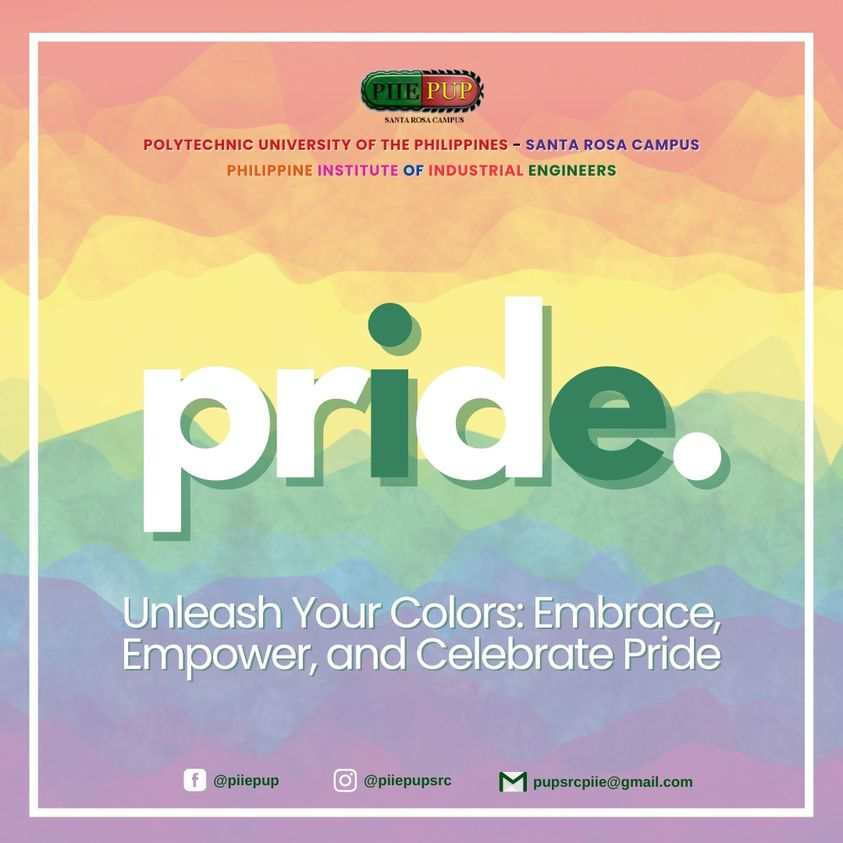 PIIE PUP
SANTA ROSA CAMPUS
POLYTECHNIC UNIVERSITY OF THE PHILIPPINES - SANTA ROSA CAMPUS
PHILIPPINE INSTITUTE OF INDUSTRIAL ENGINEERS
pride.
Unleash Your Colors: Embrace,
Empower, and Celebrate Pride
@piiepup @piiepupsrc pupsrcpiie@gmail.com